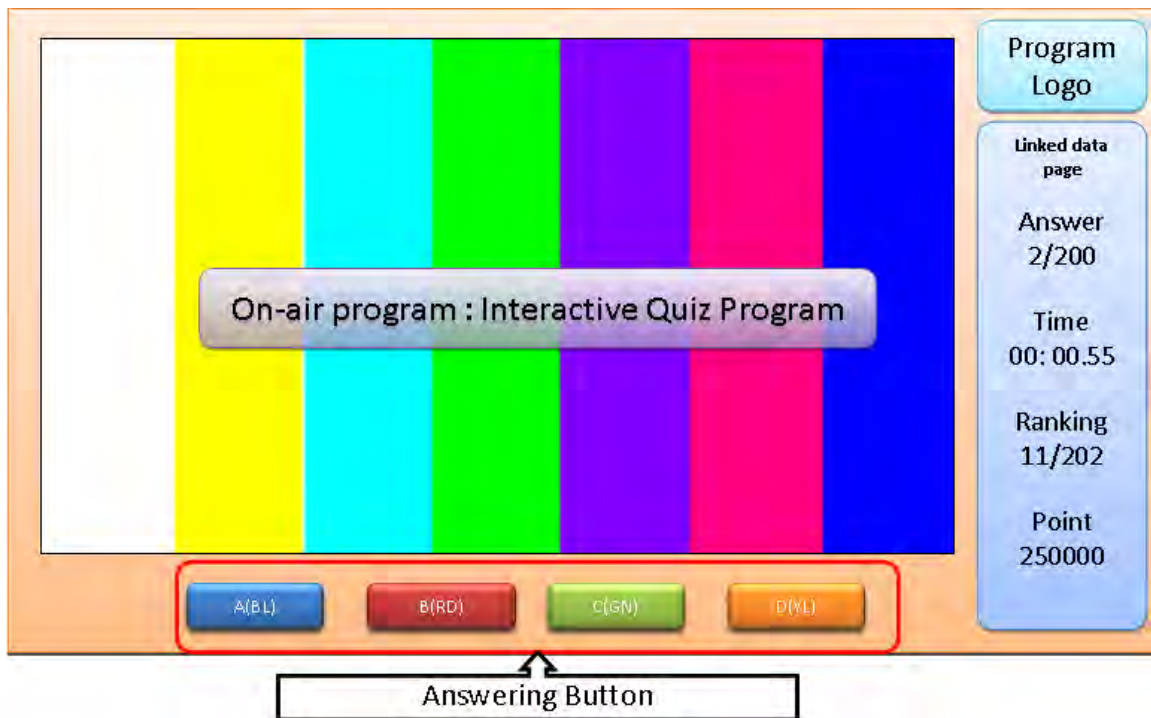 Program
Logo
Linked data
page
Answer
2/200
Time
00: 00.55
Ranking
11/202
Point
250000
On-air program : Interactive Quiz Program
A(BL)
B(RD)
C(GN)
D(YL)
Answering Button